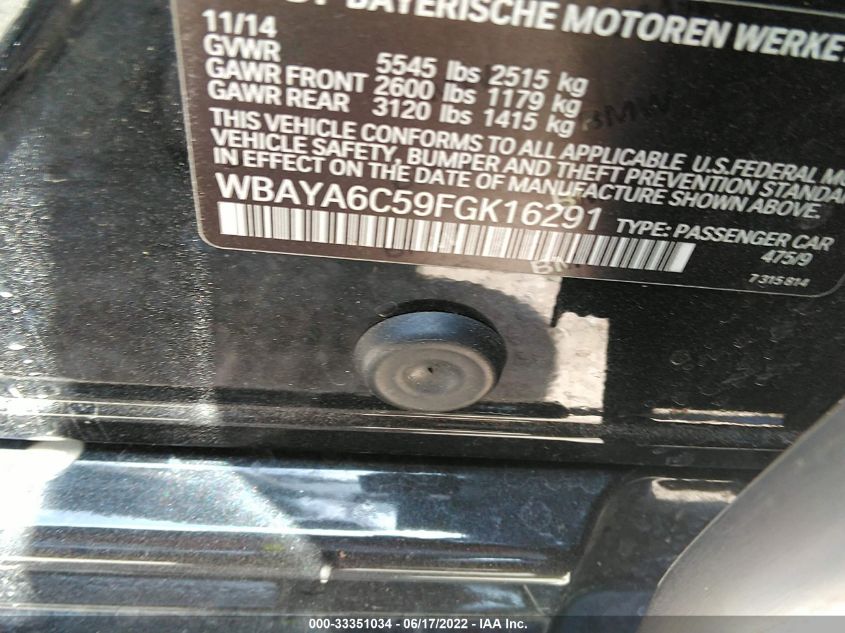 BAYERISCHE MOTOREN WERKE
11/14
GVWR 5545 lbs 2515 kg
GAWR FRONT 2600 lbs 1179 kg
GAWR REAR 3120 lbs 1415 kg
BMW
THIS VEHICLE CONFORMS TO ALL APPLICABLE U.S.FEDERAL
VEHICLE SAFETY, BUMPER AND THEFT PREVENTION
IN EFFECT ON THE DATE OF MANUFACTURE SHOWN ABOVE.
WBAYA6C59FGK16291 TYPE: PASSENGER CAR
475/9
7 315 814
000-33351034 - 06/17/2022 - IAA Inc.